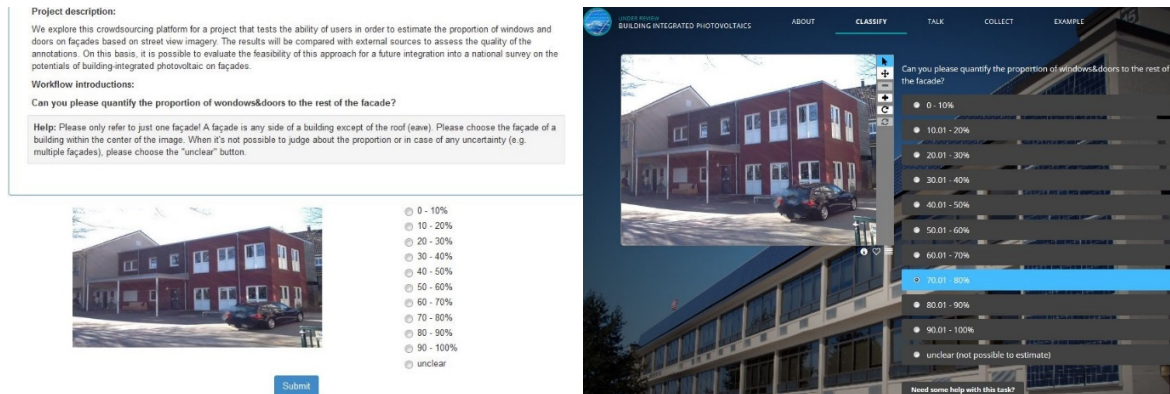 Project description:
We explore this crowdsourcing platform for a project that tests the ability of users in order to estimate the proportion of windows and
doors on façades based on street view imagery. The results will be compared with external sources to assess the quality of the
annotations. On this basis, it is possible to evaluate the feasibility of this approach for a future integration into a national survey on the
potentials of building-integrated photovoltaic on façades.
Workflow introductions:
Can you please quantify the proportion of wondows&doors to the rest of the facade?
Help: Please only refer to just one façade! A façade is any side of a building except of the roof (eave). Please choose the façade of a
building within the center of the image. When it's not possible to judge about the proportion or in case of any uncertainty (e.g.
multiple façades), please choose the "unclear" button.
0 - 10%
10 - 20%
20 - 30%
30 - 40%
40 - 50%
50 - 60%
60 - 70%
70 - 80%
80 - 90%
90 - 100%
unclear
Submit
UNDER REVIEW
BUILDING INTEGRATED PHOTOVOLTAICS
ABOUT
CLASSIFY
TALK
COLLECT
EXAMPLE
Can you please quantify the proportion of windows&doors to the rest of
the facade?
0 - 10%
10.01 - 20%
20.01 - 30%
30.01 - 40%
40.01 - 50%
50.01 - 60%
60.01 - 70%
70.01 - 80%
80.01 - 90%
90.01 - 100%
unclear (not possible to estimate)
Need some help with this task?